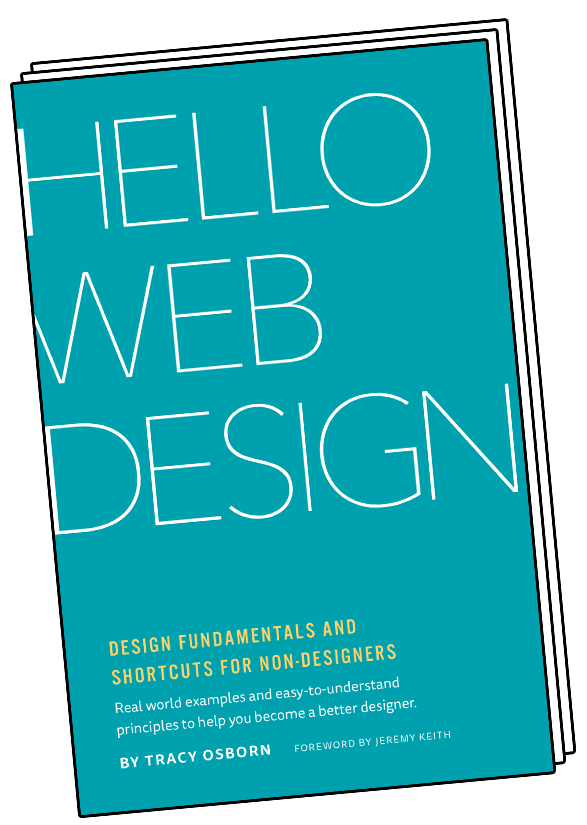 HELLO
WEB
DESIGN
DESIGN FUNDAMENTALS AND
SHORTCUTS FOR NON-DESIGNERS
Real world examples and easy-to-understand
principles to help you become a better designer.
BY TRACY OSBORN FOREWORD BY JEREMY KEITH